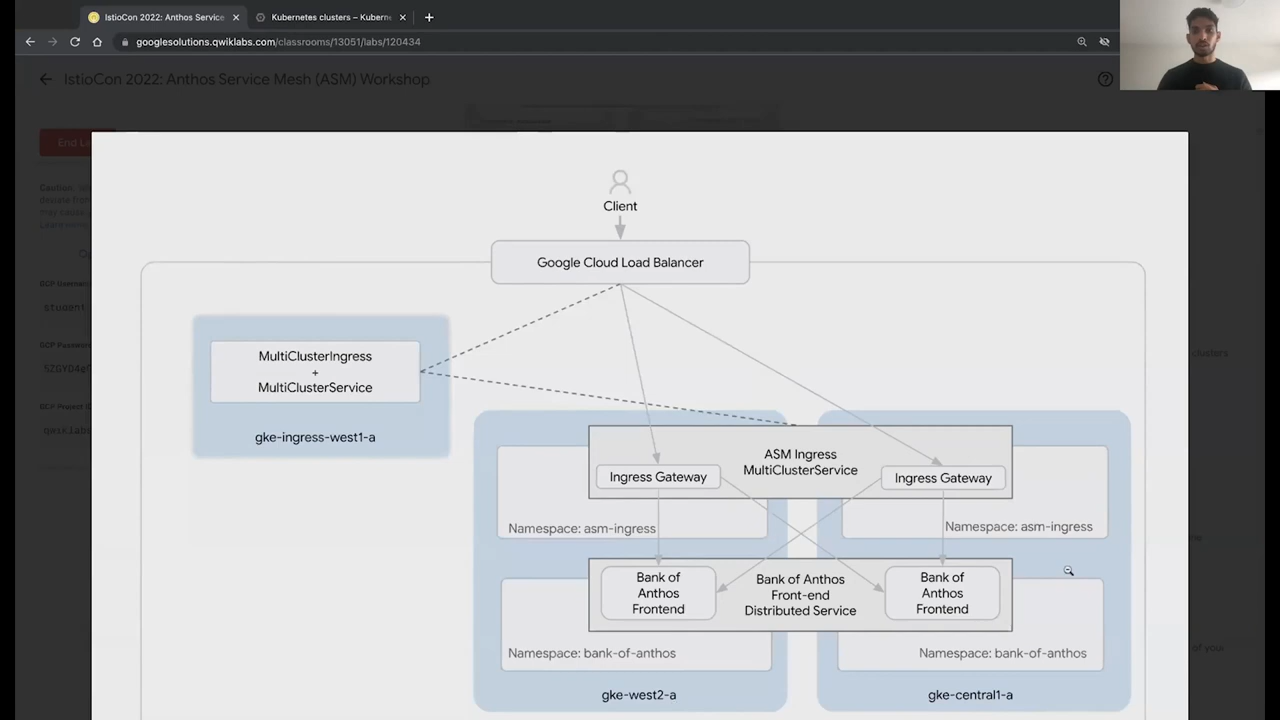 IstioCon 2022: Anthos Service
Kubernetes clusters – Kuberne
googlesolutions.qwiklabs.com/classrooms/13051/labs/120434
IstioCon 2022: Anthos Service Mesh (ASM) Workshop
End
Caution:
Client
Google Cloud Load Balancer
MultiClusterIngress
+
MultiClusterService
gke-ingress-west1-a
clusters
ASM Ingress
MultiClusterService
Ingress Gateway
Ingress Gateway
Namespace: asm-ingress
Namespace: asm-ingress
Bank of
Anthos
Frontend
Bank of Anthos
Front-end
Distributed Service
Bank of
Anthos
Frontend
Namespace: bank-of-anthos
Namespace: bank-of-anthos
gke-west2-a
gke-central1-a